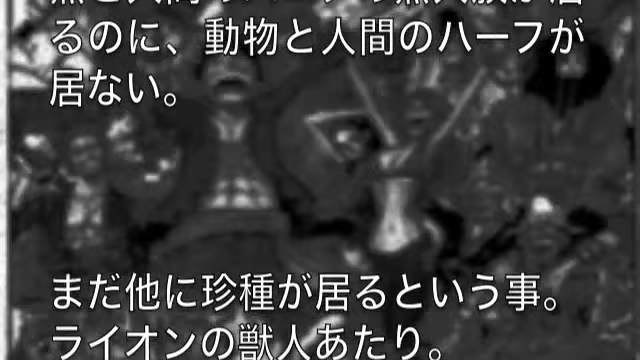 るのに、動物と人間のハーフが
居ない。
まだ他に珍種が居るという事。
ライオンの獣人あたり。